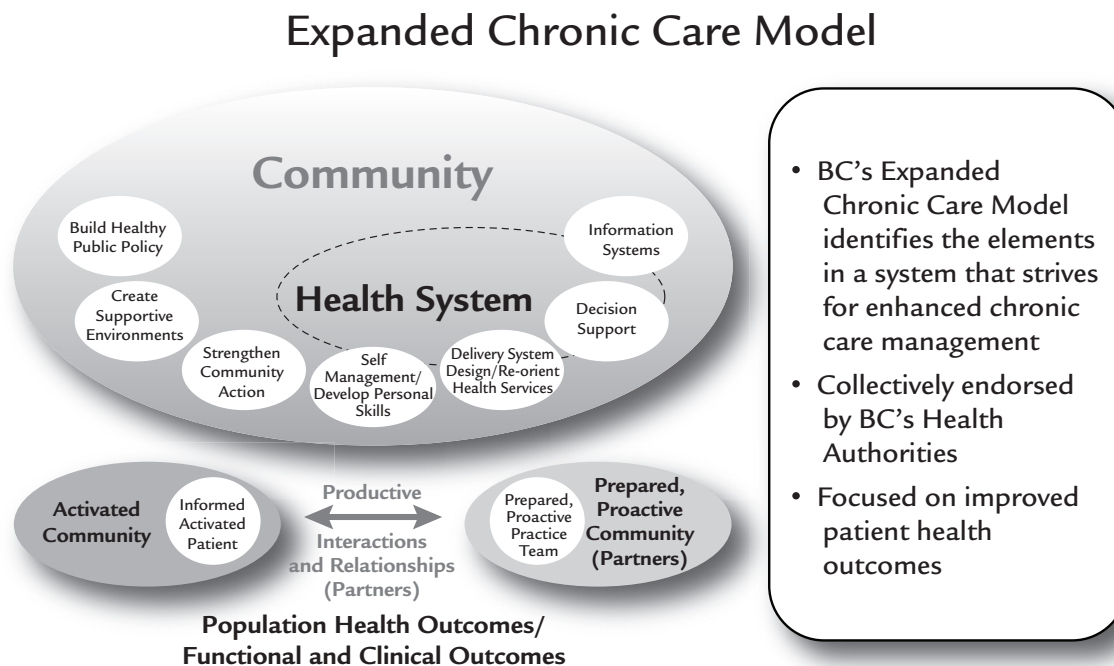 Expanded Chronic Care Model
Community
Build Healthy
Public Policy
Create
Supportive
Environments
Strengthen
Community
Action
Health System
Self
Management/
Develop Personal
Skills
Delivery System
Design/Re-orient
Health Services
Decision
Support
Information
Systems
Activated
Community
Informed
Activated
Patient
Productive
Interactions
and Relationships
(Partners)
Prepared,
Proactive
Practice
Team
Prepared,
Proactive
Community
(Partners)
Population Health Outcomes/
Functional and Clinical Outcomes
• BC’s Expanded
Chronic Care Model
identifies the elements
in a system that strives
for enhanced chronic
care management
• Collectively endorsed
by BC’s Health
Authorities
• Focused on improved
patient health
outcomes